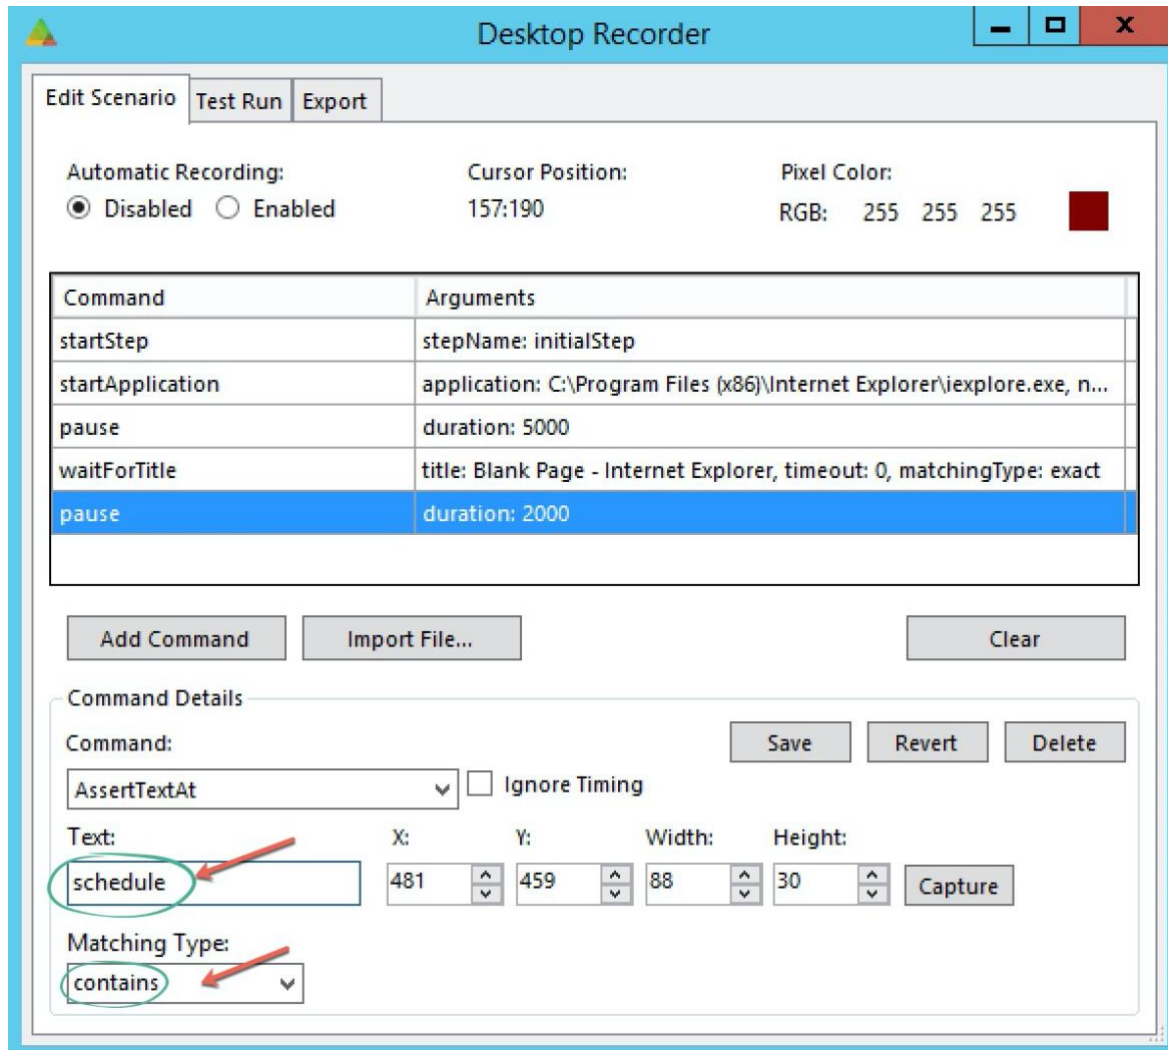 Desktop Recorder
Edit Scenario Test Run Export
Automatic Recording: Cursor Position: Pixel Color:
Disabled Enabled 157:190 RGB: 255 255 255
Command Arguments
startStep stepName: initialStep
startApplication application: C:\Program Files (x86)\Internet Explorer\iexplore.exe, n...
pause duration: 5000
waitForTitle title: Blank Page - Internet Explorer, timeout: 0, matchingType: exact
pause duration: 2000
Add Command Import File... Clear
Command Details
Command: Save Revert Delete
AssertTextAt Ignore Timing
Text: X: Y: Width: Height:
schedule 481 459 88 30 Capture
Matching Type:
contains